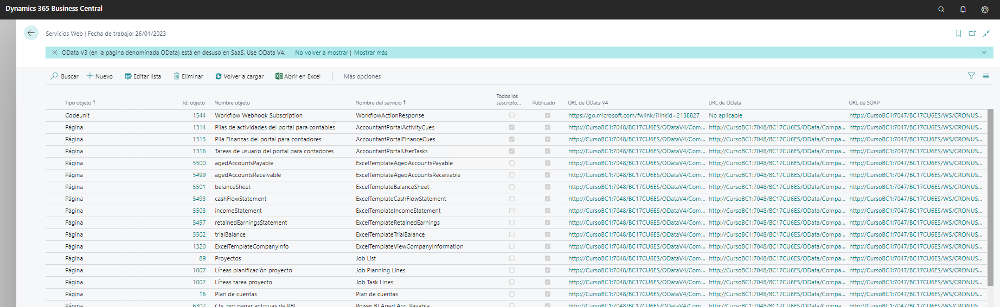 Dynamics 365 Business Central
Servicios Web | Fecha de trabajo: 26/01/2023
OData V3 (en la página denominada OData) está en desuso en SaaS. Use OData V4. No volver a mostrar | Mostrar más
Buscar Nuevo Editar lista Eliminar Volver a cargar Abrir en Excel Más opciones
Tipo objeto ↑ Id. objeto Nombre objeto Nombre del servicio ↑ Todos los suscripto... Publicado URL de OData V4 URL de OData URL de SOAP
Codeunit 1544 Workflow Webhook Subscription WorkflowActionResponse https://go.microsoft.com/fwlink/?linkid=2138827 No aplicable http://CursoBC1:7047/BC17CU6ES/WS/CRONUS...
Página 1314 Pilas de actividades del portal para contables AccountantPortalActivityCues http://CursoBC1:7048/BC17CU6ES/ODataV4/Com... http://CursoBC1:7048/BC17CU6ES/OData/Compa... http://CursoBC1:7047/BC17CU6ES/WS/CRONUS...
Página 1315 Pila Finanzas del portal para contadores AccountantPortalFinanceCues http://CursoBC1:7048/BC17CU6ES/ODataV4/Com... http://CursoBC1:7048/BC17CU6ES/OData/Compa... http://CursoBC1:7047/BC17CU6ES/WS/CRONUS...
Página 1316 Tareas de usuario del portal para contadores AccountantPortalUserTasks http://CursoBC1:7048/BC17CU6ES/ODataV4/Com... http://CursoBC1:7048/BC17CU6ES/OData/Compa... http://CursoBC1:7047/BC17CU6ES/WS/CRONUS...
Página 5500 agedAccountsPayable ExcelTemplateAgedAccountsPayable http://CursoBC1:7048/BC17CU6ES/ODataV4/Com... http://CursoBC1:7048/BC17CU6ES/OData/Compa... http://CursoBC1:7047/BC17CU6ES/WS/CRONUS...
Página 5499 agedAccountsReceivable ExcelTemplateAgedAccountsReceivable http://CursoBC1:7048/BC17CU6ES/ODataV4/Com... http://CursoBC1:7048/BC17CU6ES/OData/Compa... http://CursoBC1:7047/BC17CU6ES/WS/CRONUS...
Página 5501 balanceSheet ExcelTemplateBalanceSheet http://CursoBC1:7048/BC17CU6ES/ODataV4/Com... http://CursoBC1:7048/BC17CU6ES/OData/Compa... http://CursoBC1:7047/BC17CU6ES/WS/CRONUS...
Página 5493 cashFlowStatement ExcelTemplateCashFlowStatement http://CursoBC1:7048/BC17CU6ES/ODataV4/Com... http://CursoBC1:7048/BC17CU6ES/OData/Compa... http://CursoBC1:7047/BC17CU6ES/WS/CRONUS...
Página 5503 incomeStatement ExcelTemplateIncomeStatement http://CursoBC1:7048/BC17CU6ES/ODataV4/Com... http://CursoBC1:7048/BC17CU6ES/OData/Compa... http://CursoBC1:7047/BC17CU6ES/WS/CRONUS...
Página 5497 retainedEarningsStatement ExcelTemplateRetainedEarnings http://CursoBC1:7048/BC17CU6ES/ODataV4/Com... http://CursoBC1:7048/BC17CU6ES/OData/Compa... http://CursoBC1:7047/BC17CU6ES/WS/CRONUS...
Página 5502 trialBalance ExcelTemplateTrialBalance http://CursoBC1:7048/BC17CU6ES/ODataV4/Com... http://CursoBC1:7048/BC17CU6ES/OData/Compa... http://CursoBC1:7047/BC17CU6ES/WS/CRONUS...
Página 1320 ExcelTemplateCompanyInfo ExcelTemplateViewCompanyInformation http://CursoBC1:7048/BC17CU6ES/ODataV4/Com... http://CursoBC1:7048/BC17CU6ES/OData/Compa... http://CursoBC1:7047/BC17CU6ES/WS/CRONUS...
Página 89 Proyectos Job List http://CursoBC1:7048/BC17CU6ES/ODataV4/Com... http://CursoBC1:7048/BC17CU6ES/OData/Compa... http://CursoBC1:7047/BC17CU6ES/WS/CRONUS...
Página 1007 Líneas planificación proyecto Job Planning Lines http://CursoBC1:7048/BC17CU6ES/ODataV4/Com... http://CursoBC1:7048/BC17CU6ES/OData/Compa... http://CursoBC1:7047/BC17CU6ES/WS/CRONUS...
Página 1002 Líneas tarea proyecto Job Task Lines http://CursoBC1:7048/BC17CU6ES/ODataV4/Com... http://CursoBC1:7048/BC17CU6ES/OData/Compa... http://CursoBC1:7047/BC17CU6ES/WS/CRONUS...
Página 16 Plan de cuentas Plan de cuentas http://CursoBC1:7048/BC17CU6ES/ODataV4/Com... http://CursoBC1:7048/BC17CU6ES/OData/Compa... http://CursoBC1:7047/BC17CU6ES/WS/CRONUS...
Página 6307 Cts. por pagar antiguas de PBI Power BI Aged Acc. Payable http://CursoBC1:7048/BC17CU6ES/ODataV4/Com... http://CursoBC1:7048/BC17CU6ES/OData/Compa... http://CursoBC1:7047/BC17CU6ES/WS/CRONUS...